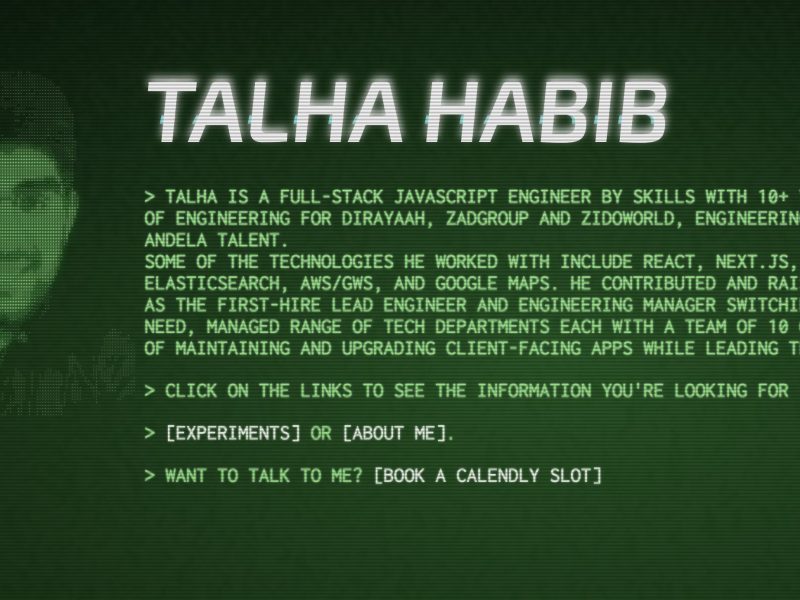 TALHA HABIB
> TALHA IS A FULL-STACK JAVASCRIPT ENGINEER BY SKILLS WITH 10+
OF ENGINEERING FOR DIRAYAAH, ZADGROUP AND ZIDOWORLD, ENGINEERIN
ANDELA TALENT.
SOME OF THE TECHNOLOGIES HE WORKED WITH INCLUDE REACT, NEXT.JS,
ELASTICSEARCH, AWS/GWS, AND GOOGLE MAPS. HE CONTRIBUTED AND RAI
AS THE FIRST-HIRE LEAD ENGINEER AND ENGINEERING MANAGER SWITCHI
NEED, MANAGED RANGE OF TECH DEPARTMENTS EACH WITH A TEAM OF 10
OF MAINTAINING AND UPGRADING CLIENT-FACING APPS WHILE LEADING
> CLICK ON THE LINKS TO SEE THE INFORMATION YOU'RE LOOKING FOR
> [EXPERIMENTS] OR [ABOUT ME].
> WANT TO TALK TO ME? [BOOK A CALENDLY SLOT]